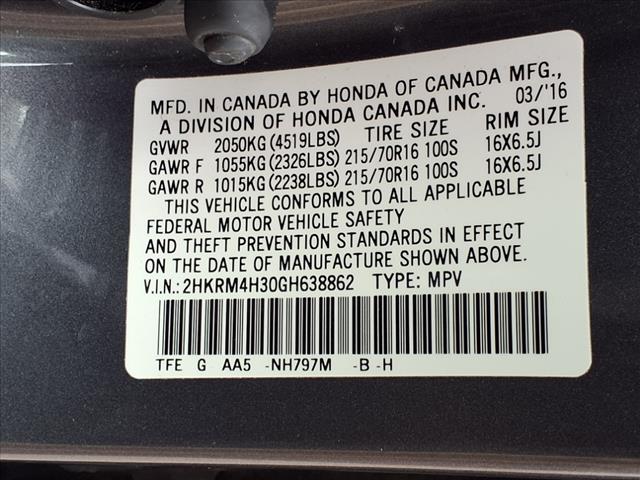 MFD. IN CANADA BY HONDA OF CANADA MFG.,
A DIVISION OF HONDA CANADA INC. 03/'16
GVWR 2050KG (4519LBS) TIRE SIZE RIM SIZE
GAWR F 1055KG (2326LBS) 215/70R16 100S 16X6.5J
GAWR R 1015KG (2238LBS) 215/70R16 100S 16X6.5J
THIS VEHICLE CONFORMS TO ALL APPLICABLE
FEDERAL MOTOR VEHICLE SAFETY
AND THEFT PREVENTION STANDARDS IN EFFECT
ON THE DATE OF MANUFACTURE SHOWN ABOVE.
V.I.N.: 2HKRM4H30GH638862 TYPE: MPV
TFE G AA5 -NH797M -B -H